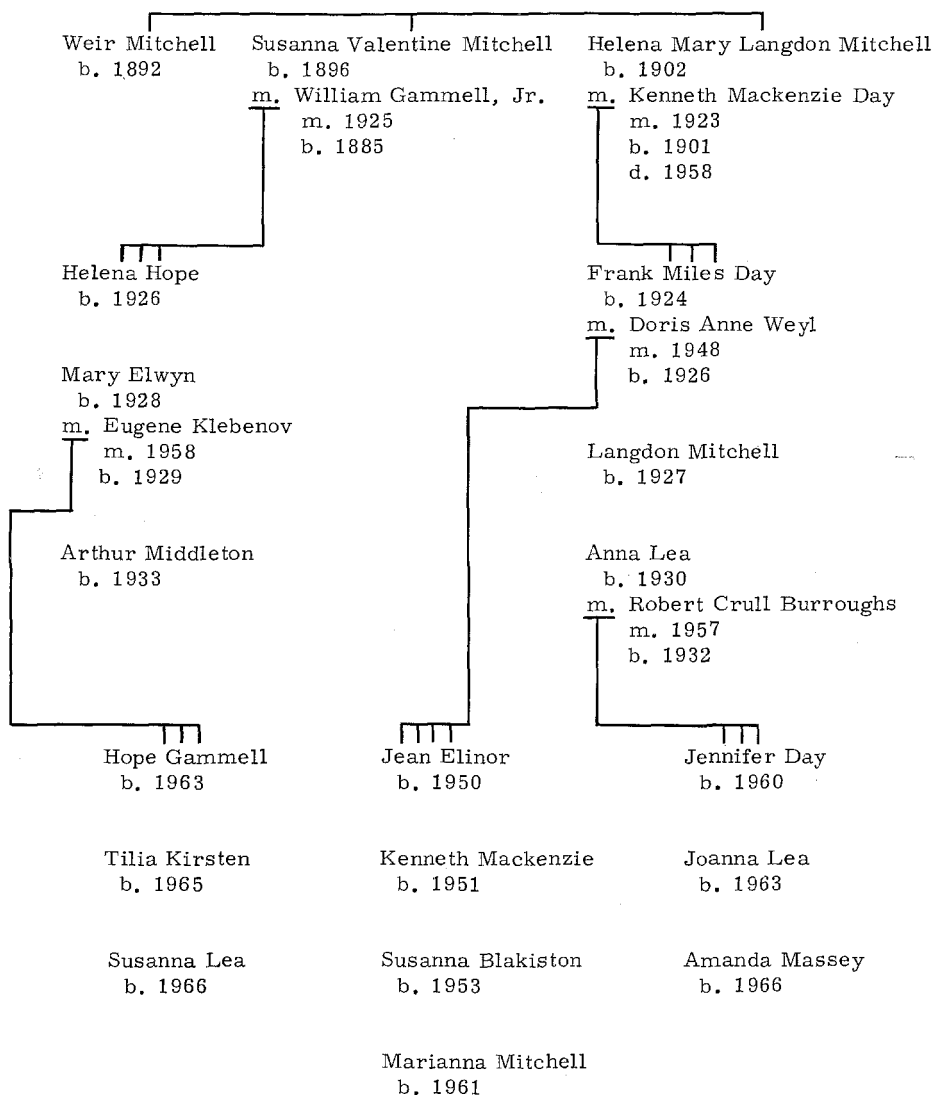 Weir Mitchell
b. 1892
Susanna Valentine Mitchell
b. 1896
m. William Gammell, Jr.
m. 1925
b. 1885
Helena Mary Langdon Mitchell
b. 1902
m. Kenneth Mackenzie Day
m. 1923
b. 1901
d. 1958
Helena Hope
b. 1926
Mary Elwyn
b. 1928
m. Eugene Klebenov
m. 1958
b. 1929
Arthur Middleton
b. 1933
Frank Miles Day
b. 1924
m. Doris Anne Weyl
m. 1948
b. 1926
Langdon Mitchell
b. 1927
Anna Lea
b. 1930
m. Robert Crull Burroughs
m. 1957
b. 1932
Hope Gammell
b. 1963
Tilia Kirsten
b. 1965
Susanna Lea
b. 1966
Jean Elinor
b. 1950
Kenneth Mackenzie
b. 1951
Susanna Blakiston
b. 1953
Marianna Mitchell
b. 1961
Jennifer Day
b. 1960
Joanna Lea
b. 1963
Amanda Massey
b. 1966